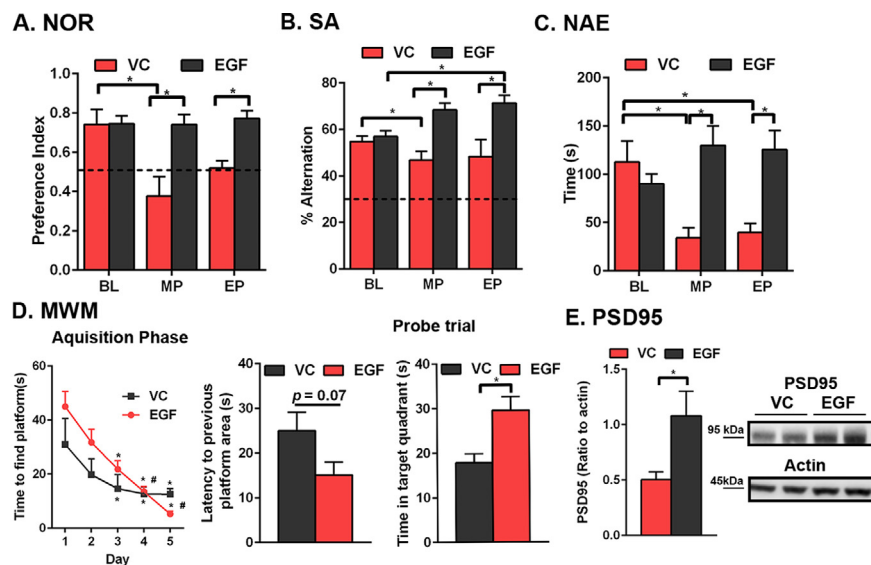 A. NOR
VC EGF
*
*
*
Preference Index
1.0
0.8
0.6
0.4
0.2
0.0
BL MP EP
B. SA
VC EGF
*
*
*
*
% Alternation
80
60
40
20
0
BL MP EP
C. NAE
VC EGF
*
*
*
*
Time (s)
200
150
100
50
0
BL MP EP
D. MWM
Aquisition Phase
Time to find platform(s)
60
40
20
0
VC
EGF
*
*
* #
*
*
* #
1 2 3 4 5
Day
Probe trial
VC EGF
p = 0.07
Latency to previous
platform area (s)
40
30
20
10
0
VC EGF
*
Time in target quadrant (s)
40
30
20
10
0
E. PSD95
VC EGF
*
PSD95 (Ratio to actin)
1.5
1.0
0.5
0.0
PSD95
VC EGF
95 kDa
Actin
45kDa